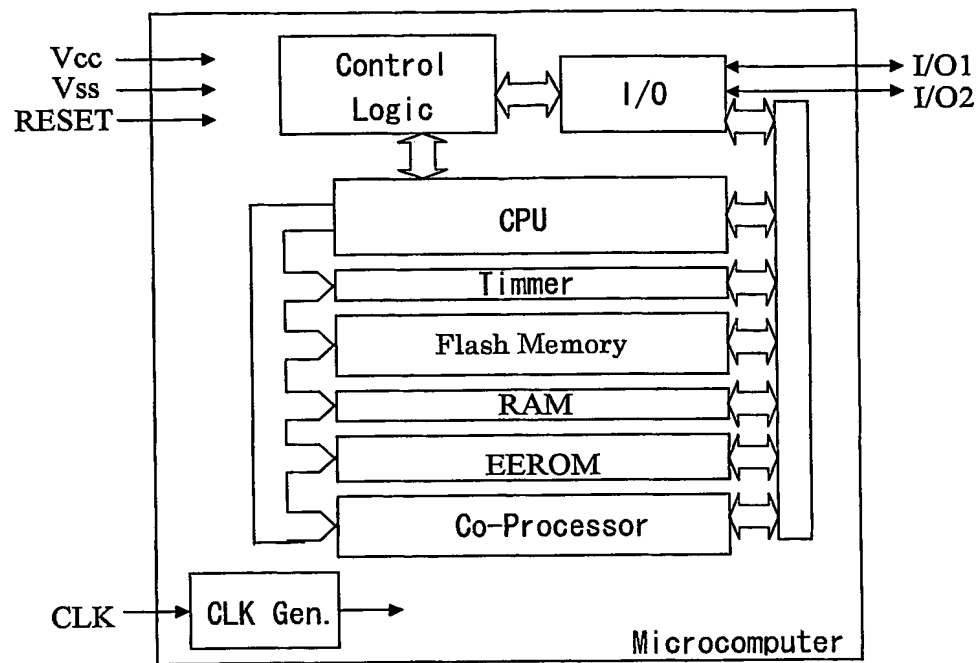 Vcc
Vss
RESET
Control
Logic
I/O
I/O1
I/O2
CPU
Timmer
Flash Memory
RAM
EEROM
Co-Processor
CLK
CLK Gen.
Microcomputer